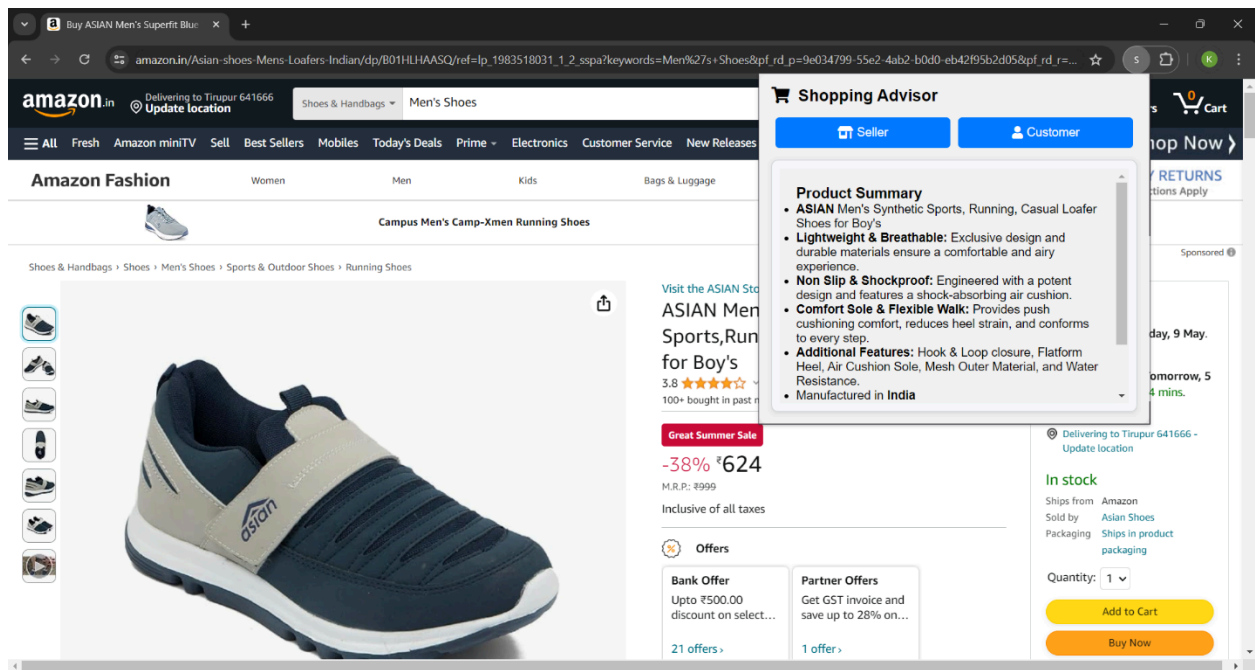 a Buy ASIAN Men's Superfit Blue × +
amazon.in/Asian-shoes-Mens-Loafers-Indian/dp/B01HLHAASQ/ref=lp_1983518031_1_2_sspa?keywords=Men%27s+Shoes&pf_rd_p=9e034799-55e2-4ab2-b0d0-eb42f95b2d05&pf_rd_r=... S K
amazon.in
Delivering to Tirupur 641666
Update location
Shoes & Handbags
Men's Shoes
0
Cart
All Fresh Amazon miniTV Sell Best Sellers Mobiles Today's Deals Prime Electronics Customer Service New Releases
op Now
Amazon Fashion Women Men Kids Bags & Luggage
RETURNS
ctions Apply
Campus Men's Camp-Xmen Running Shoes
Sponsored
Shopping Advisor
Seller Customer
Product Summary
• ASIAN Men's Synthetic Sports, Running, Casual Loafer
Shoes for Boy's
• Lightweight & Breathable: Exclusive design and
durable materials ensure a comfortable and airy
experience.
• Non Slip & Shockproof: Engineered with a potent
design and features a shock-absorbing air cushion.
• Comfort Sole & Flexible Walk: Provides push
cushioning comfort, reduces heel strain, and conforms
to every step.
• Additional Features: Hook & Loop closure, Flatform
Heel, Air Cushion Sole, Mesh Outer Material, and Water
Resistance.
• Manufactured in India
Shoes & Handbags › Shoes › Men's Shoes › Sports & Outdoor Shoes › Running Shoes
asian
Visit the ASIAN Sto
ASIAN Men
Sports,Run
for Boy's
3.8
100+ bought in past
Great Summer Sale
-38% ₹624
M.R.P.: ₹999
Inclusive of all taxes
Offers
Bank Offer
Upto ₹500.00
discount on select...
21 offers ›
Partner Offers
Get GST invoice and
save up to 28% on...
1 offer ›
day, 9 May.
omorrow, 5
4 mins.
Delivering to Tirupur 641666 -
Update location
In stock
Ships from Amazon
Sold by Asian Shoes
Packaging Ships in product
packaging
Quantity: 1
Add to Cart
Buy Now